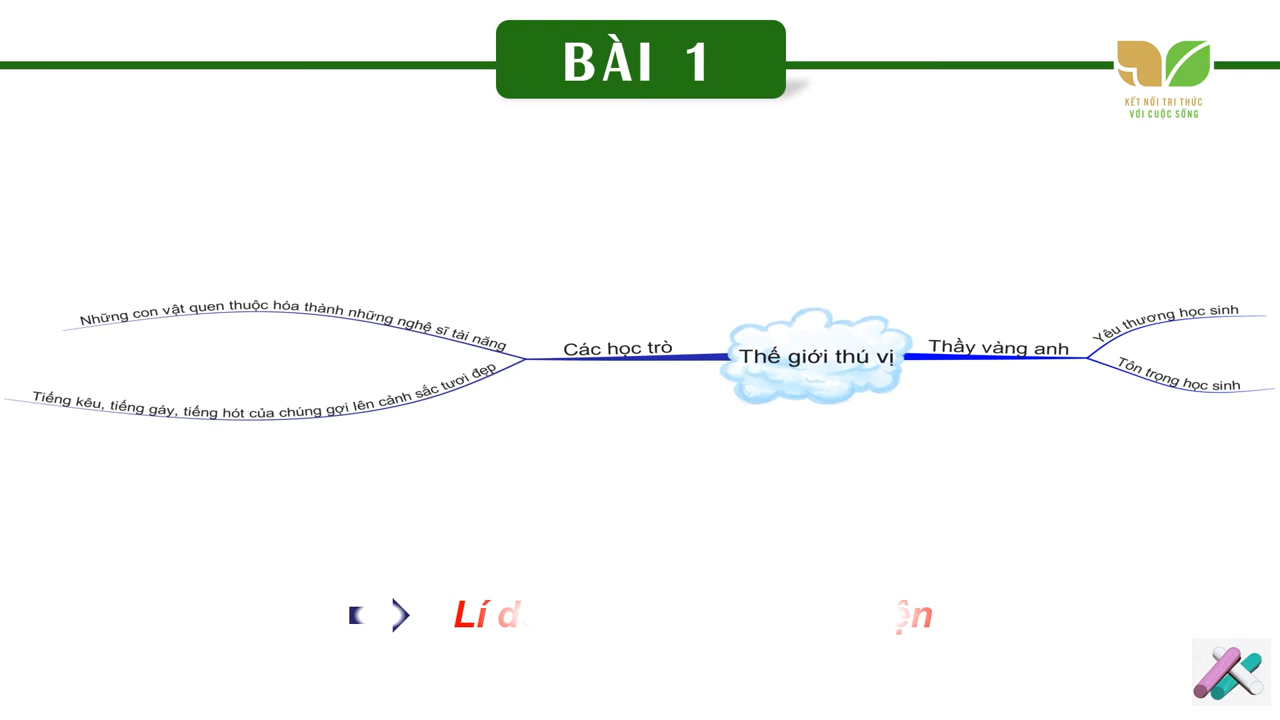 BÀI 1
KẾT NỐI TRI THỨC
VỚI CUỘC SỐNG
Những con vật quen thuộc hóa thành những nghệ sĩ tài năng
Tiếng kêu, tiếng gáy, tiếng hót của chúng gợi lên cảnh sắc tươi đẹp
Các học trò
Thế giới thú vị
Thầy vàng anh
Yêu thương học sinh
Tôn trọng học sinh
Lí